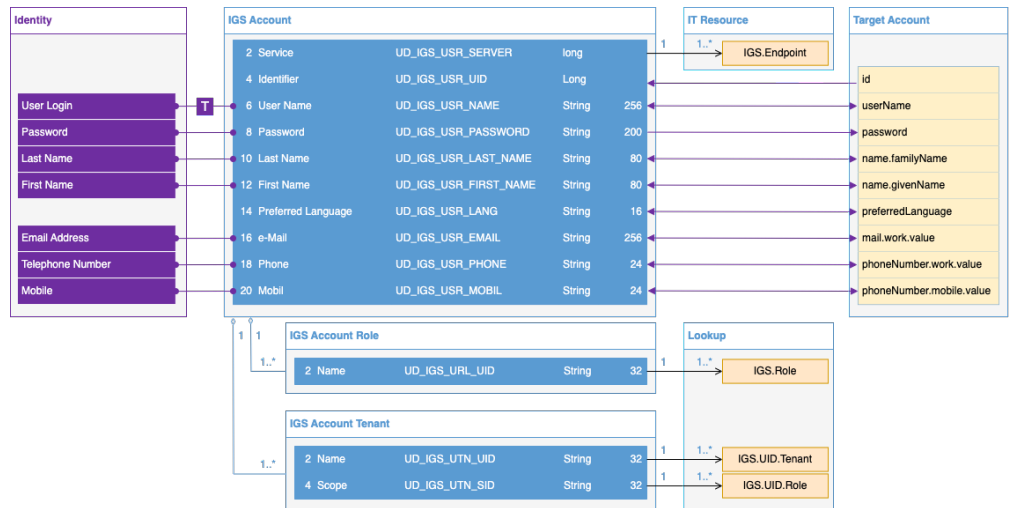 Identity
IGS Account
IT Resource
Target Account
2 Service UD_IGS_USR_SERVER long
1 1..* IGS.Endpoint
4 Identifier UD_IGS_USR_UID Long
id
User Login T 6 User Name UD_IGS_USR_NAME String 256 userName
Password 8 Password UD_IGS_USR_PASSWORD String 200 password
Last Name 10 Last Name UD_IGS_USR_LAST_NAME String 80 name.familyName
First Name 12 First Name UD_IGS_USR_FIRST_NAME String 80 name.givenName
14 Preferred Language UD_IGS_USR_LANG String 16 preferredLanguage
Email Address 16 e-Mail UD_IGS_USR_EMAIL String 256 mail.work.value
Telephone Number 18 Phone UD_IGS_USR_PHONE String 24 phoneNumber.work.value
Mobile 20 Mobil UD_IGS_USR_MOBIL String 24 phoneNumber.mobile.value
1 1
IGS Account Role
Lookup
1..* 2 Name UD_IGS_URL_UID String 32 1 1..* IGS.Role
IGS Account Tenant
1..* 2 Name UD_IGS_UTN_UID String 32 1 1..* IGS.UID.Tenant
4 Scope UD_IGS_UTN_SID String 32 1 1..* IGS.UID.Role